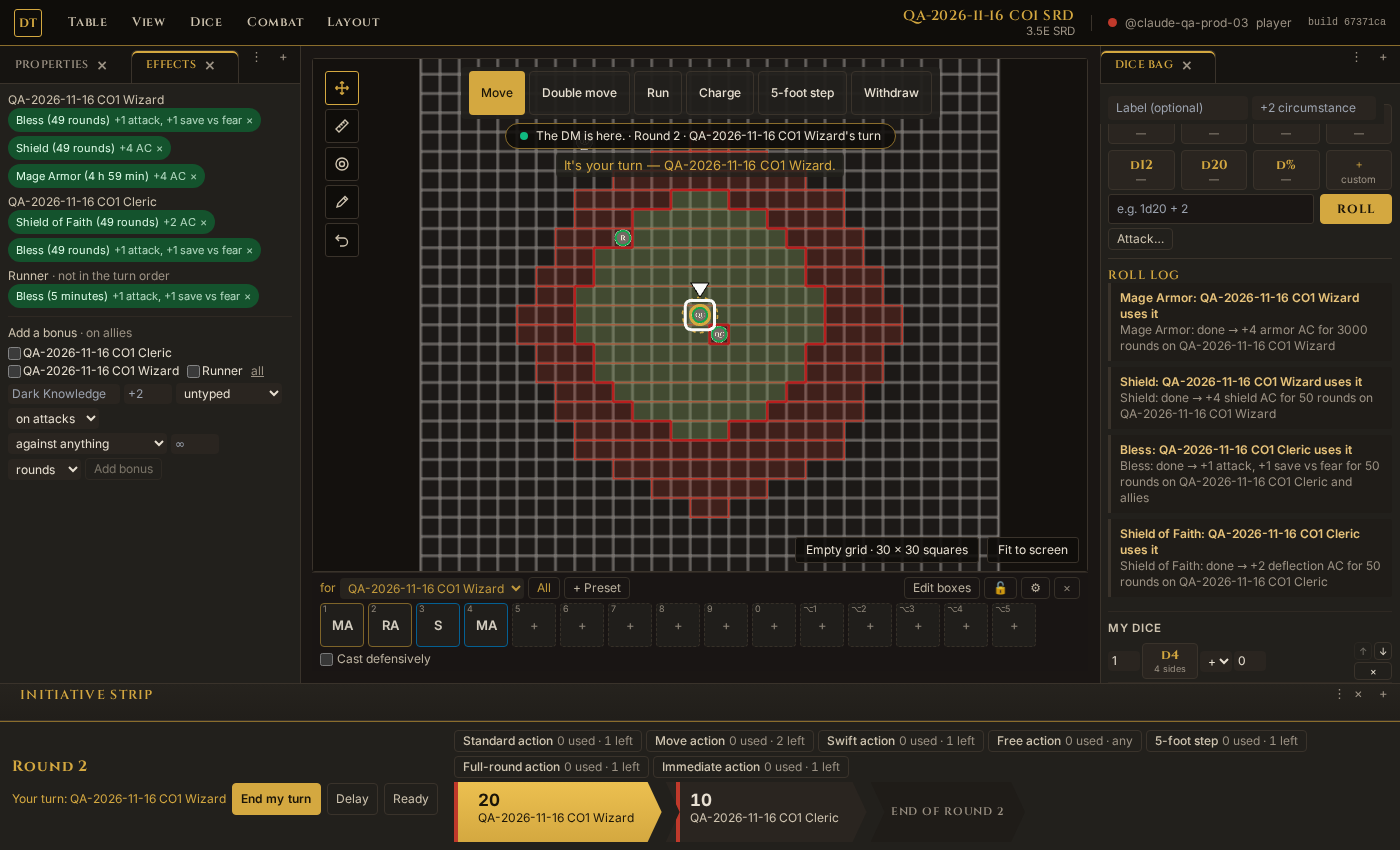 DT
TABLE
VIEW
DICE
COMBAT
LAYOUT
QA-2026-11-16 CO1 SRD
3.5E SRD
@claude-qa-prod-03 player
build 67371ca
PROPERTIES ×
EFFECTS ×
QA-2026-11-16 CO1 Wizard
Bless (49 rounds) +1 attack, +1 save vs fear ×
Shield (49 rounds) +4 AC ×
Mage Armor (4 h 59 min) +4 AC ×
QA-2026-11-16 CO1 Cleric
Shield of Faith (49 rounds) +2 AC ×
Bless (49 rounds) +1 attack, +1 save vs fear ×
Runner · not in the turn order
Bless (5 minutes) +1 attack, +1 save vs fear ×
Add a bonus · on allies
QA-2026-11-16 CO1 Cleric
QA-2026-11-16 CO1 Wizard Runner all
Dark Knowledge +2 untyped
on attacks
against anything ∞
rounds Add bonus
Move
Double move
Run
Charge
5-foot step
Withdraw
The DM is here. · Round 2 · QA-2026-11-16 CO1 Wizard's turn
It's your turn — QA-2026-11-16 CO1 Wizard.
R
Empty grid · 30 × 30 squares
Fit to screen
for QA-2026-11-16 CO1 Wizard All + Preset
Edit boxes ×
1 MA
2 RA
3 S
4 MA
5 +
6 +
7 +
8 +
9 +
0 +
⌥1 +
⌥2 +
⌥3 +
⌥4 +
⌥5 +
Cast defensively
DICE BAG ×
Label (optional) +2 circumstance
— — — —
D12 D20 D% +
— — — custom
e.g. 1d20 + 2 ROLL
Attack…
ROLL LOG
Mage Armor: QA-2026-11-16 CO1 Wizard
uses it
Mage Armor: done → +4 armor AC for 3000
rounds on QA-2026-11-16 CO1 Wizard
Shield: QA-2026-11-16 CO1 Wizard uses it
Shield: done → +4 shield AC for 50 rounds on
QA-2026-11-16 CO1 Wizard
Bless: QA-2026-11-16 CO1 Cleric uses it
Bless: done → +1 attack, +1 save vs fear for 50
rounds on QA-2026-11-16 CO1 Cleric and
allies
Shield of Faith: QA-2026-11-16 CO1 Cleric
uses it
Shield of Faith: done → +2 deflection AC for 50
rounds on QA-2026-11-16 CO1 Cleric
MY DICE
1 D4 + 0
4 sides
INITIATIVE STRIP
ROUND 2
Your turn: QA-2026-11-16 CO1 Wizard End my turn Delay Ready
Standard action 0 used · 1 left
Move action 0 used · 2 left
Swift action 0 used · 1 left
Free action 0 used · any
5-foot step 0 used · 1 left
Full-round action 0 used · 1 left
Immediate action 0 used · 1 left
20
QA-2026-11-16 CO1 Wizard
10
QA-2026-11-16 CO1 Cleric
END OF ROUND 2